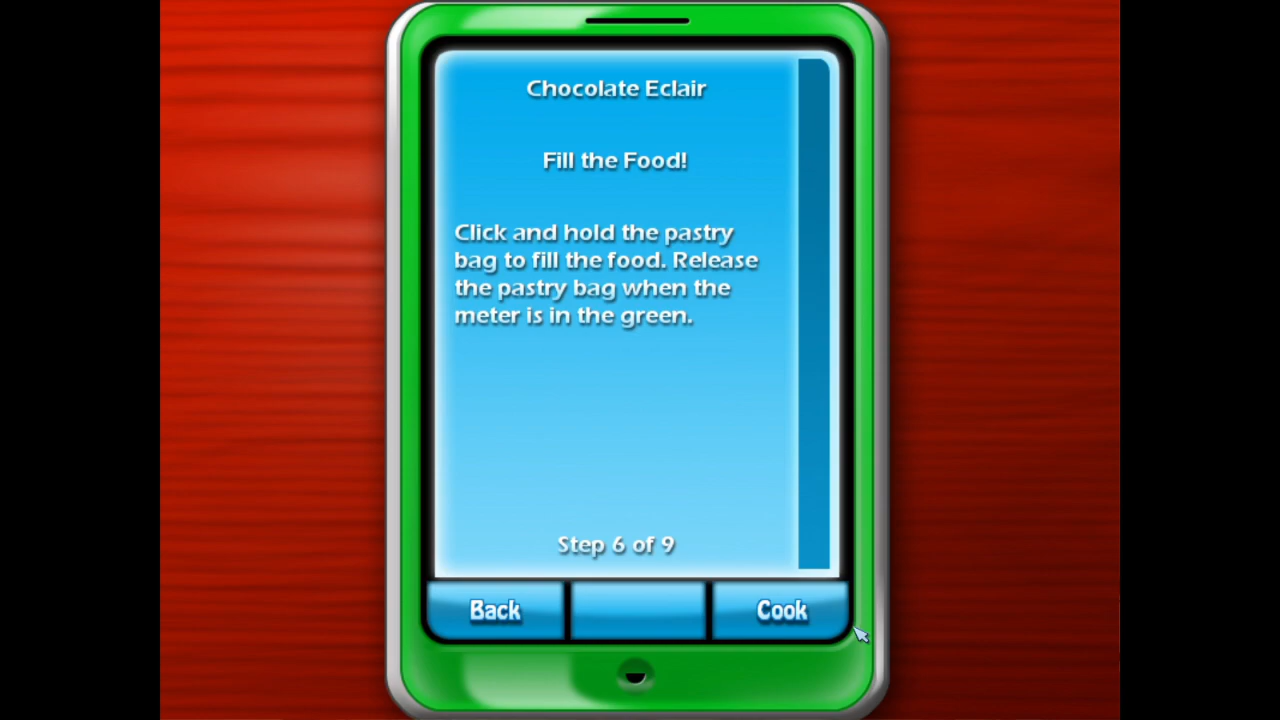 Chocolate Eclair
Fill the Food!
Click and hold the pastry
bag to fill the food. Release
the pastry bag when the
meter is in the green.
Step 6 of 9
Back
Cook